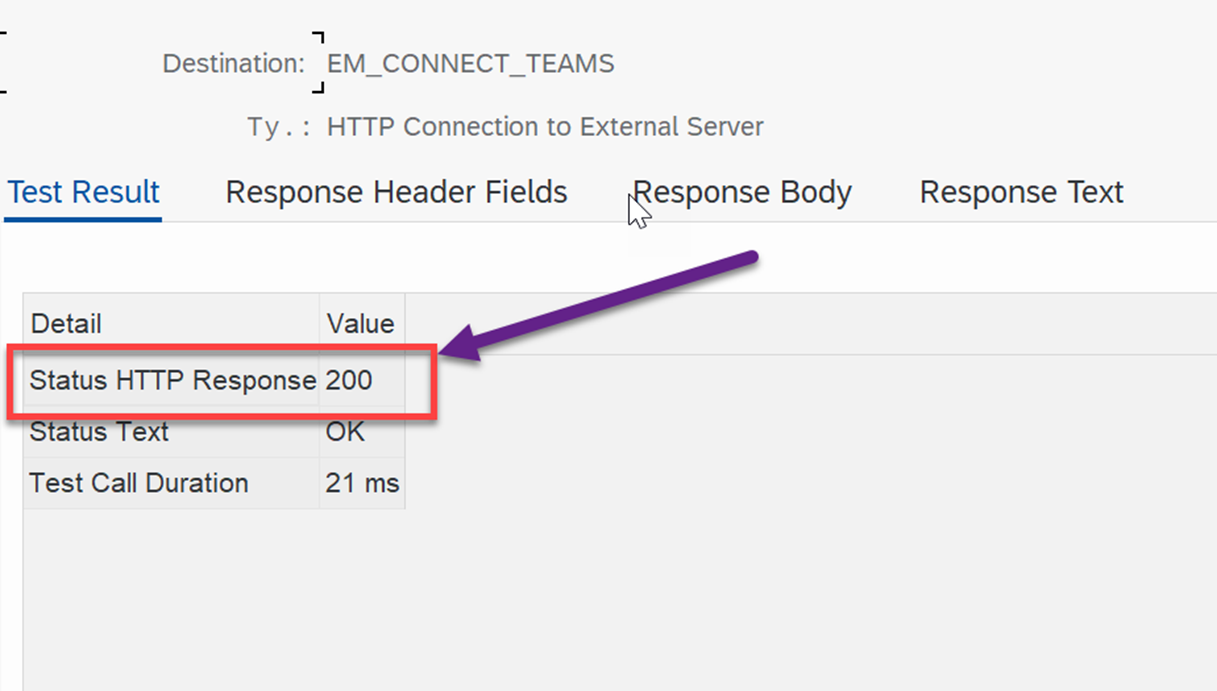 Destination: EM_CONNECT_TEAMS
Ty.: HTTP Connection to External Server
Test Result Response Header Fields Response Body Response Text
Detail Value
Status HTTP Response 200
Status Text OK
Test Call Duration 21 ms